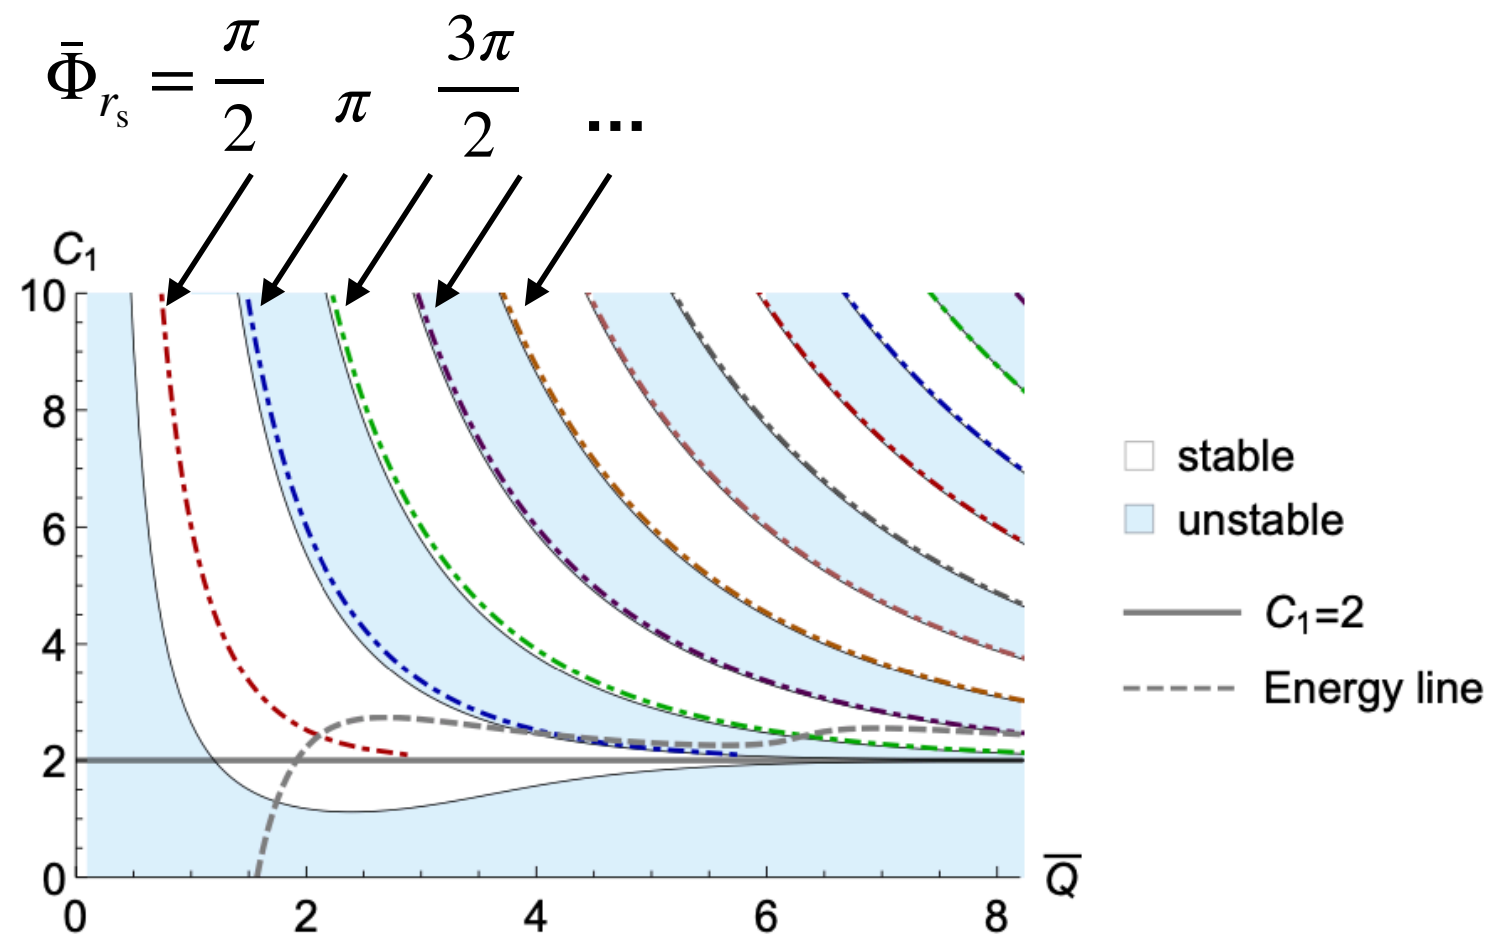 Φ̄_{r_s} = π/2 π 3π/2 ...
C₁
10
8
6
4
2
0
0 2 4 6 8
Q̅
stable
unstable
C₁=2
Energy line